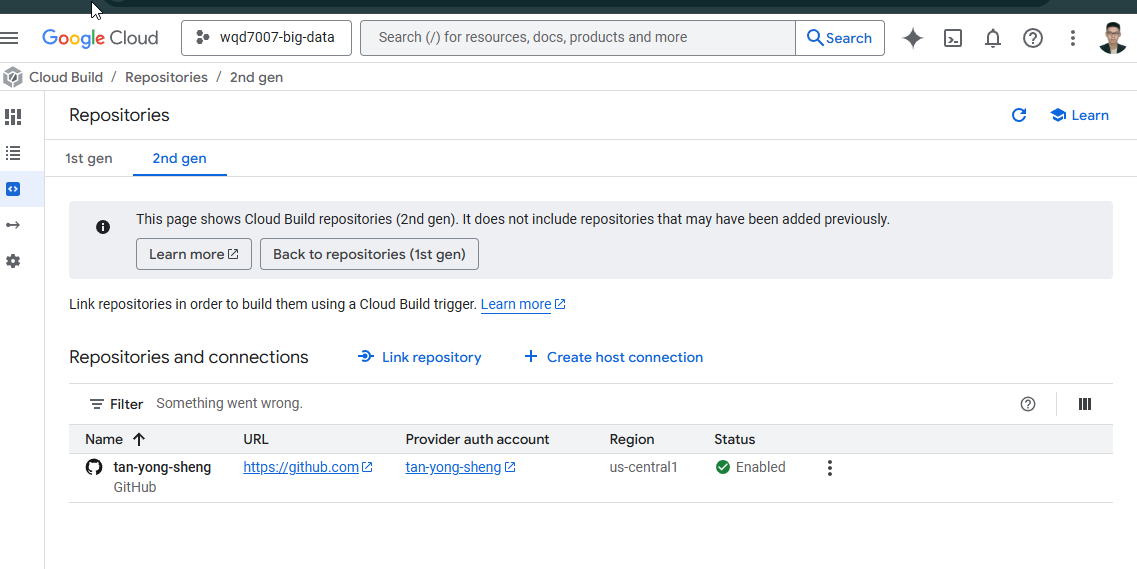 Google Cloud
wqd7007-big-data
Search (/) for resources, docs, products and more
Search
Cloud Build / Repositories / 2nd gen
Repositories
Learn
1st gen
2nd gen
This page shows Cloud Build repositories (2nd gen). It does not include repositories that may have been added previously.
Learn more
Back to repositories (1st gen)
Link repositories in order to build them using a Cloud Build trigger. Learn more
Repositories and connections
Link repository
Create host connection
Filter Something went wrong.
Name URL Provider auth account Region Status
tan-yong-sheng https://github.com tan-yong-sheng us-central1 Enabled
GitHub